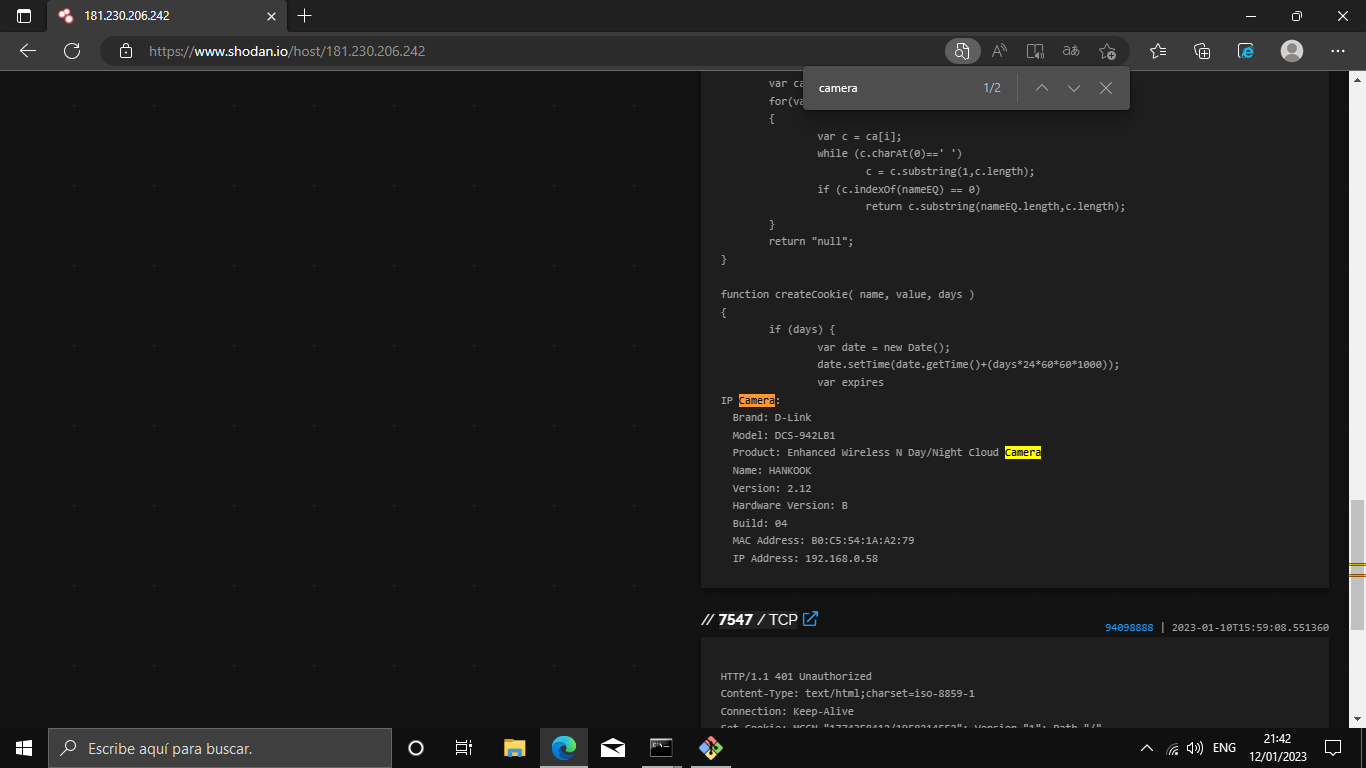 181.230.206.242
https://www.shodan.io/host/181.230.206.242
camera 1/2
var ca
for(va
{
var c = ca[i];
while (c.charAt(0)==' ')
c = c.substring(1,c.length);
if (c.indexOf(nameEQ) == 0)
return c.substring(nameEQ.length,c.length);
}
return "null";
}
function createCookie( name, value, days )
{
if (days) {
var date = new Date();
date.setTime(date.getTime()+(days*24*60*60*1000));
var expires
IP Camera:
Brand: D-Link
Model: DCS-942LB1
Product: Enhanced Wireless N Day/Night Cloud Camera
Name: HANKOOK
Version: 2.12
Hardware Version: B
Build: 04
MAC Address: B0:C5:54:1A:A2:79
IP Address: 192.168.0.58
// 7547 / TCP
94098888 | 2023-01-10T15:59:08.551360
HTTP/1.1 401 Unauthorized
Content-Type: text/html;charset=iso-8859-1
Connection: Keep-Alive
Escribe aquí para buscar.
ENG
21:42
12/01/2023